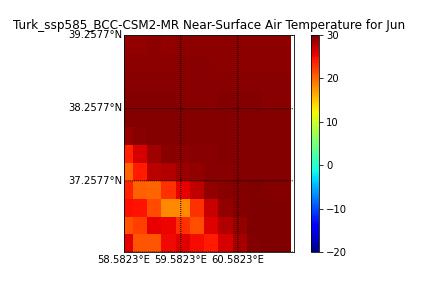 Turk_ssp585_BCC-CSM2-MR Near-Surface Air Temperature for Jun
39.2577°N
38.2577°N
37.2577°N
58.5823°E 59.5823°E 60.5823°E
30
20
10
0
−10
−20